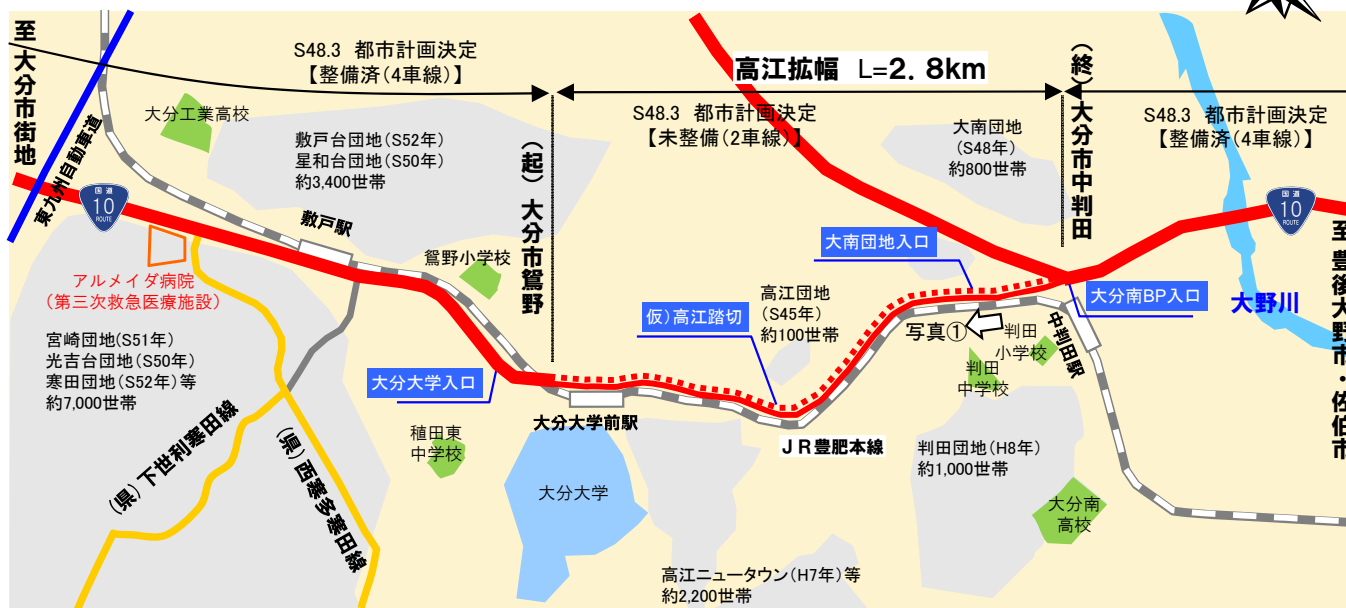 至 大分市街地
S48.3 都市計画決定
【整備済(4車線)】
高江拡幅 L=2.8km
S48.3 都市計画決定
【未整備(2車線)】
S48.3 都市計画決定
【整備済(4車線)】
(起)大分市鴛野
(終)大分市中判田
大分工業高校
敷戸台団地(S52年)
星和台団地(S50年)
約3,400世帯
大南団地
(S48年)
約800世帯
東九州自動車道
国道
10
ROUTE
国道
10
ROUTE
至 豊後大野市・佐伯市
敷戸駅
鴛野小学校
アルメイダ病院
(第三次救急医療施設)
宮崎団地(S51年)
光吉台団地(S50年)
寒田団地(S52年)等
約7,000世帯
大分大学入口
仮)高江踏切
高江団地
(S45年)
約100世帯
大南団地入口
大分南BP入口
大野川
写真①
判田
小学校
判田
中学校
中判田駅
大分大学前駅
JR豊肥本線
稙田東
中学校
大分大学
判田団地(H8年)
約1,000世帯
大分南
高校
(県)下世利寒田線
(県)西寒多寒田線
高江ニュータウン(H7年)等
約2,200世帯